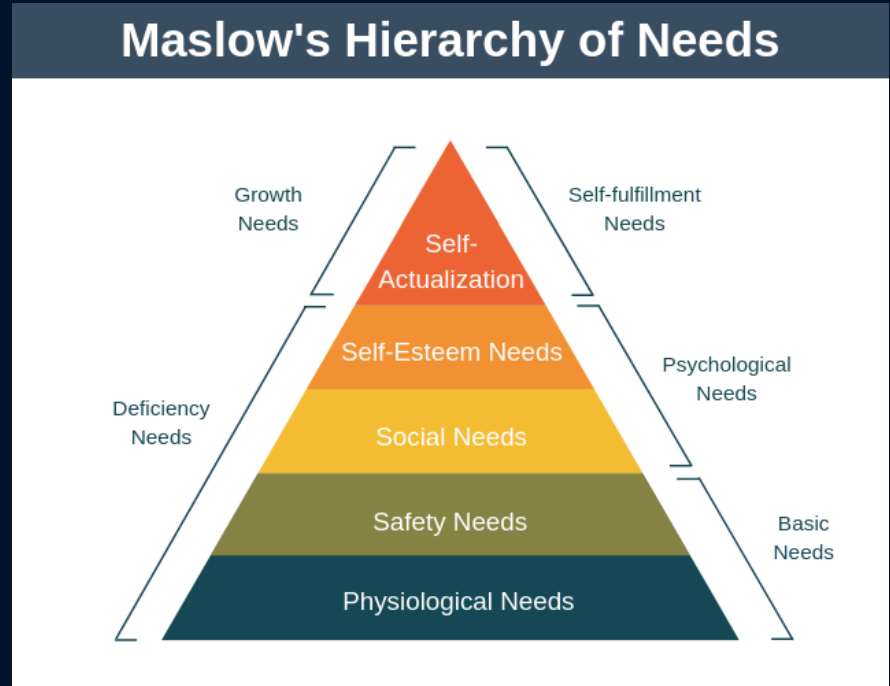 Maslow's Hierarchy of Needs
Growth
Needs
Self-fulfillment
Needs
Self-
Actualization
Self-Esteem Needs
Psychological
Needs
Deficiency
Needs
Social Needs
Safety Needs
Basic
Needs
Physiological Needs